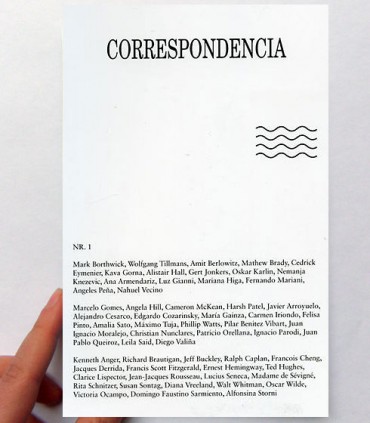 CORRESPONDENCIA
NR. 1
Mark Borthwick, Wolfgang Tillmans, Amit Berlowitz, Mathew Brady, Cedrick
Eymenier, Kava Gorna, Alistair Hall, Gert Jonkers, Oskar Karlin, Nemanja
Knezevic, Ana Armendariz, Luz Gianni, Mariana Higa, Fernando Mariani,
Angeles Peña, Nahuel Vecino
Marcelo Gomes, Angela Hill, Cameron McKean, Harsh Patel, Javier Arroyuelo,
Alejandro Cesarco, Edgardo Cozarinsky, María Gainza, Carmen Iriondo, Felisa
Pinto, Amalia Sato, Máximo Tuja, Phillip Watts, Pilar Benitez Vibart, Juan
Ignacio Moralejo, Christian Nunclares, Patricio Orellana, Ignacio Parodi, Juan
Pablo Queiroz, Leila Said, Diego Valiña
Kenneth Anger, Richard Brautigan, Jeff Buckley, Ralph Caplan, Francois Cheng,
Jacques Derrida, Francis Scott Fitzgerald, Ernest Hemingway, Ted Hughes,
Clarice Lispector, Jean-Jacques Rousseau, Lucius Seneca, Madame de Sévigné,
Rita Schnitzer, Susan Sontag, Diana Vreeland, Walt Whitman, Oscar Wilde,
Victoria Ocampo, Domingo Faustino Sarmiento, Alfonsina Storni